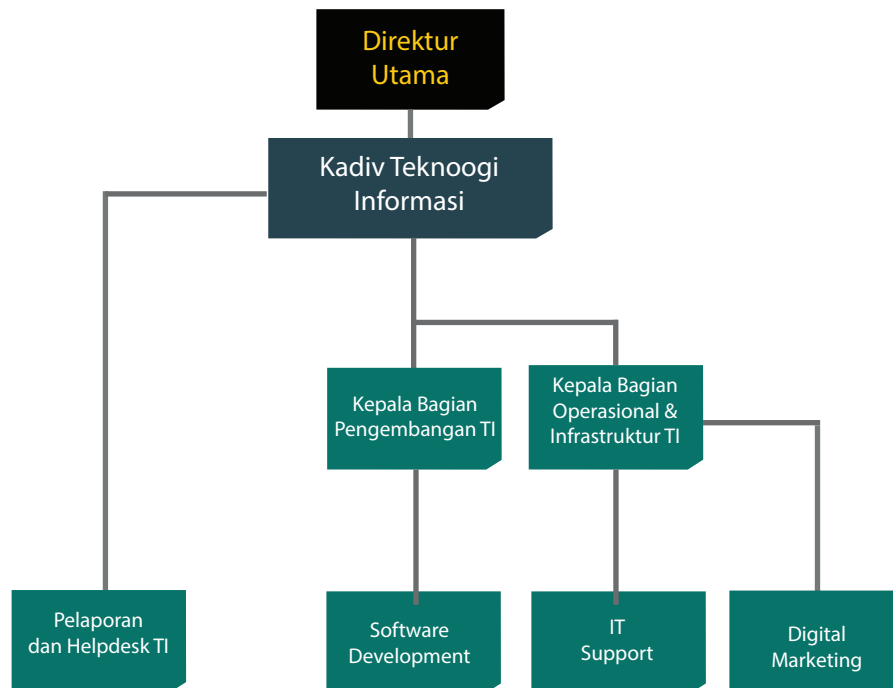 Direktur
Utama
Kadiv Teknoogi
Informasi
Kepala Bagian
Pengembangan TI
Kepala Bagian
Operasional &
Infrastruktur TI
Pelaporan
dan Helpdesk TI
Software
Development
IT
Support
Digital
Marketing